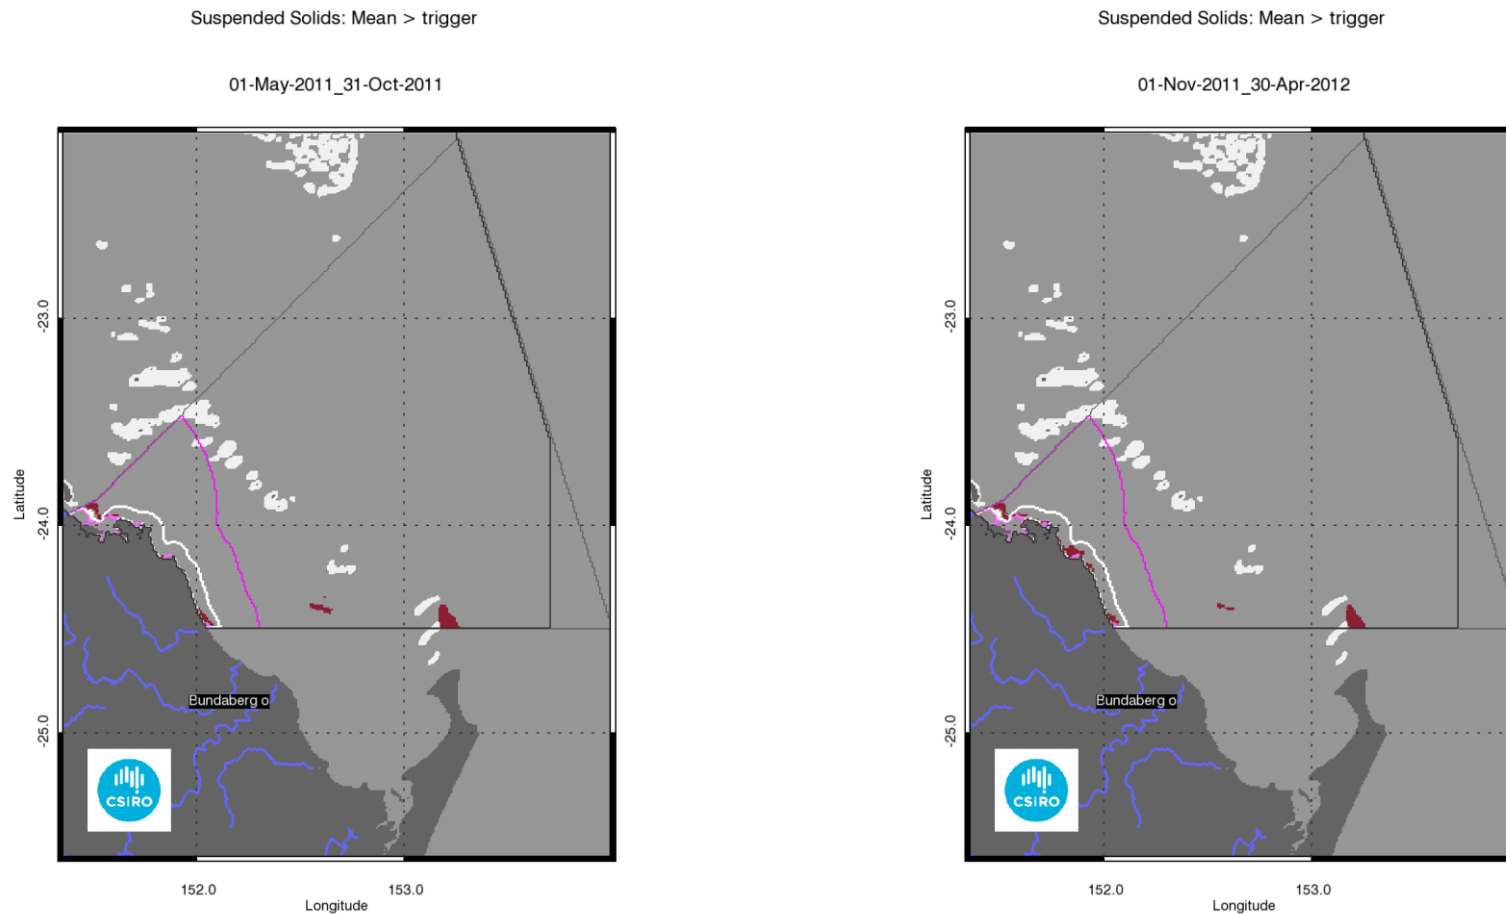 Suspended Solids: Mean > trigger
01-May-2011_31-Oct-2011
-23.0
-24.0
-25.0
Latitude
Bundaberg o
CSIRO
152.0 153.0
Longitude
Suspended Solids: Mean > trigger
01-Nov-2011_30-Apr-2012
-23.0
-24.0
-25.0
Latitude
Bundaberg o
CSIRO
152.0 153.0
Longitude